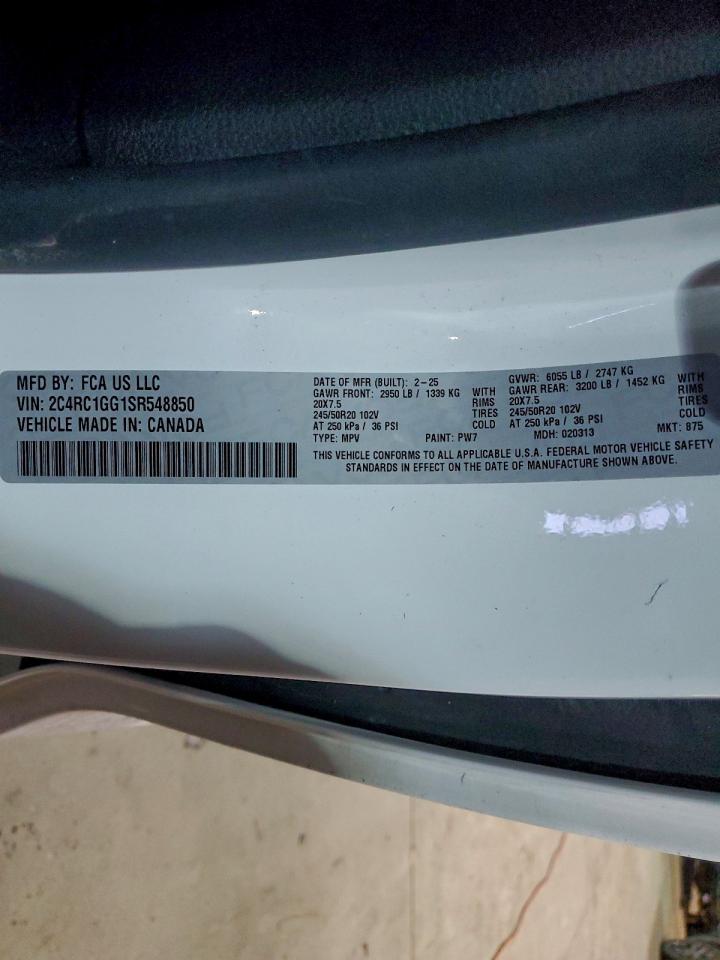 MFD BY: FCA US LLC
VIN: 2C4RC1GG1SR548850
VEHICLE MADE IN: CANADA
DATE OF MFR (BUILT): 2-25
GAWR FRONT: 2950 LB / 1339 KG WITH
20X7.5 RIMS
245/50R20 102V TIRES
AT 250 kPa / 36 PSI COLD
TYPE: MPV PAINT: PW7
GVWR: 6055 LB / 2747 KG
GAWR REAR: 3200 LB / 1452 KG WITH
20X7.5 RIMS
245/50R20 102V TIRES
AT 250 kPa / 36 PSI COLD
MDH: 020313 MKT: B75
THIS VEHICLE CONFORMS TO ALL APPLICABLE U.S.A. FEDERAL MOTOR VEHICLE SAFETY
STANDARDS IN EFFECT ON THE DATE OF MANUFACTURE SHOWN ABOVE.